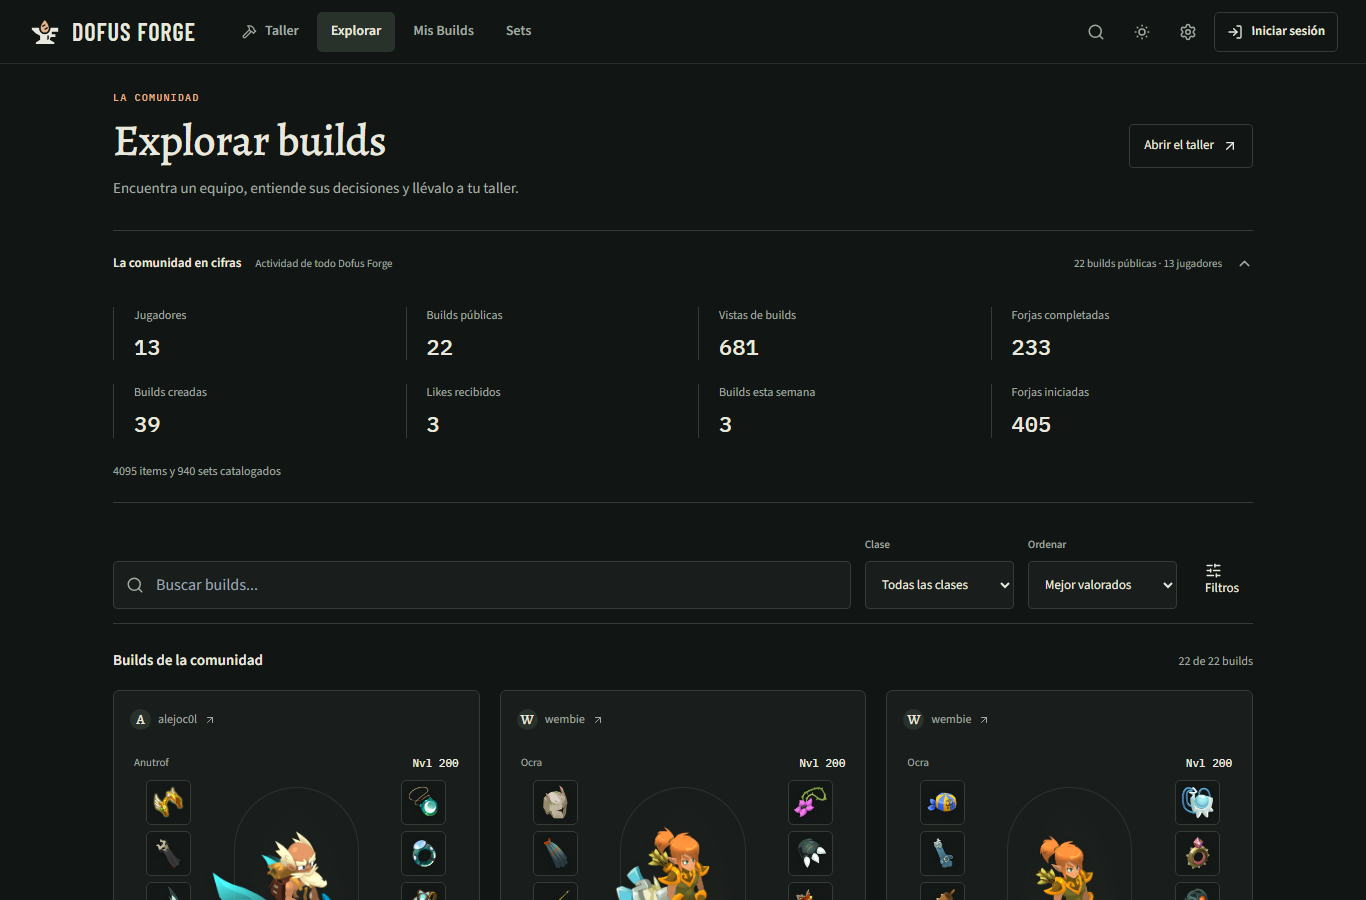 DOFUS FORGE
Taller
Explorar
Mis Builds
Sets
Iniciar sesión
LA COMUNIDAD
Explorar builds
Encuentra un equipo, entiende sus decisiones y llévalo a tu taller.
Abrir el taller
La comunidad en cifras
Actividad de todo Dofus Forge
22 builds públicas · 13 jugadores
Jugadores
13
Builds públicas
22
Vistas de builds
681
Forjas completadas
233
Builds creadas
39
Likes recibidos
3
Builds esta semana
3
Forjas iniciadas
405
4095 items y 940 sets catalogados
Buscar builds...
Clase
Todas las clases
Ordenar
Mejor valorados
Filtros
Builds de la comunidad
22 de 22 builds
A alejoc0l
Anutrof
Nvl 200
W wembie
Ocra
Nvl 200
W wembie
Ocra
Nvl 200